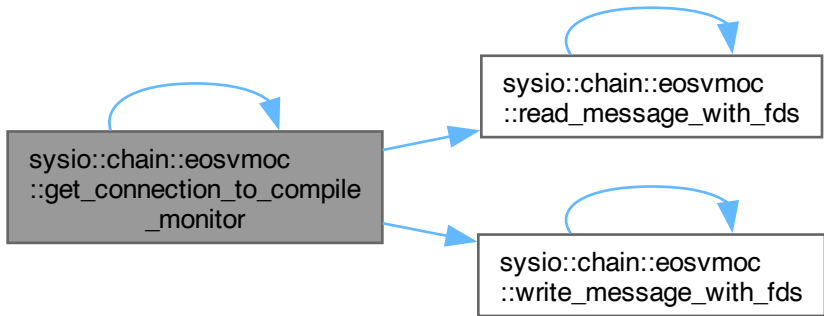 sysio::chain::eosvmoc
::get_connection_to_compile
_monitor
sysio::chain::eosvmoc
::read_message_with_fds
sysio::chain::eosvmoc
::write_message_with_fds